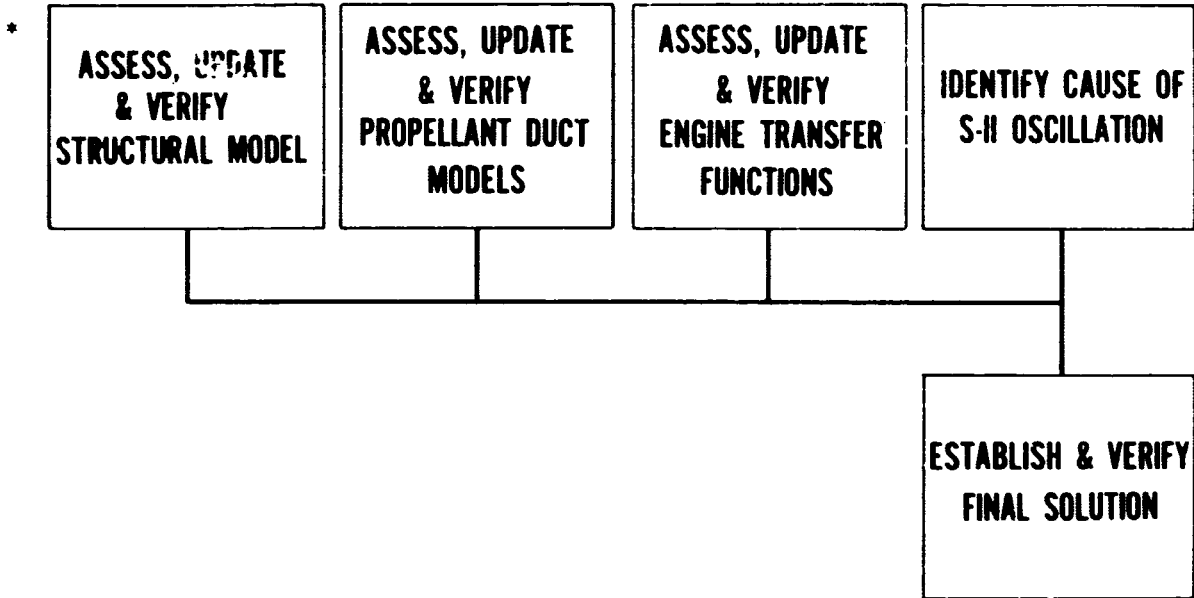 *
ASSESS, UPDATE
& VERIFY
STRUCTURAL MODEL
ASSESS, UPDATE
& VERIFY
PROPELLANT DUCT
MODELS
ASSESS, UPDATE
& VERIFY
ENGINE TRANSFER
FUNCTIONS
IDENTIFY CAUSE OF
S-II OSCILLATION
ESTABLISH & VERIFY
FINAL SOLUTION